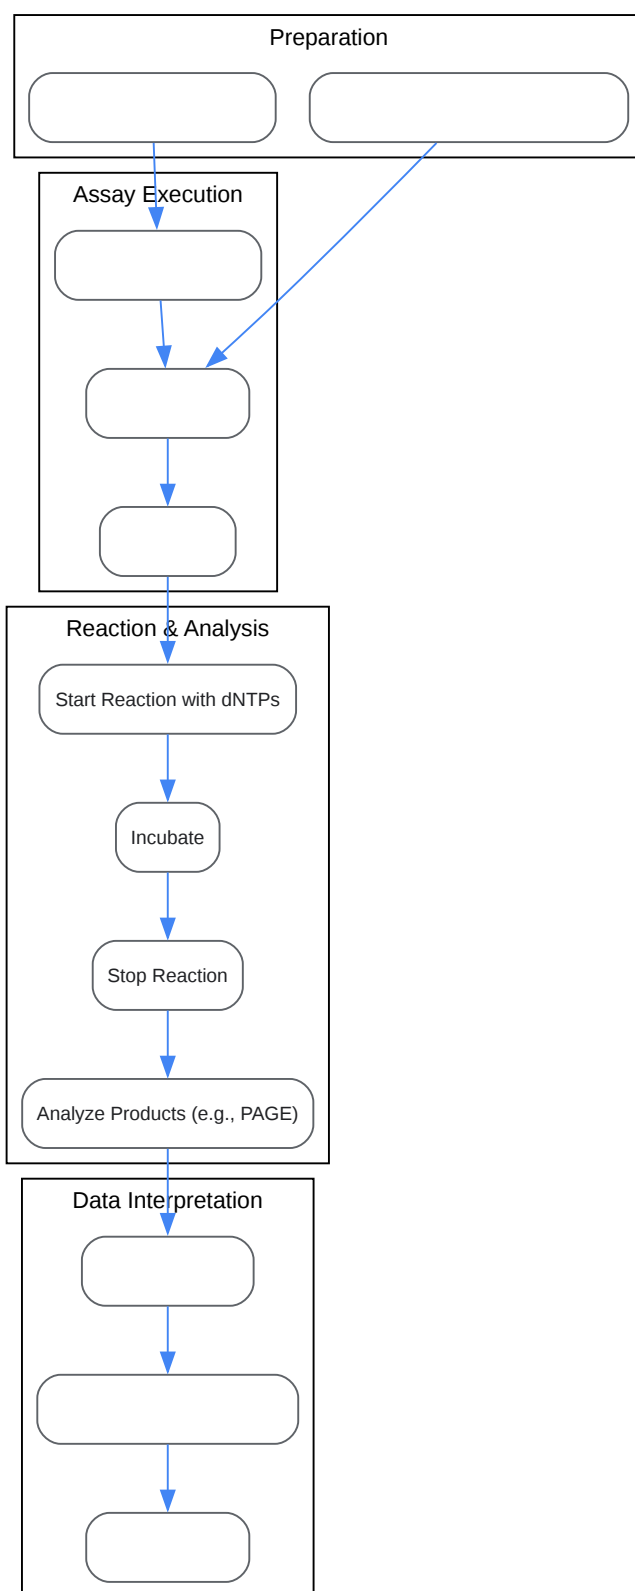 Preparation
Assay Execution
Reaction & Analysis
Start Reaction with dNTPs
Incubate
Stop Reaction
Analyze Products (e.g., PAGE)
Data Interpretation